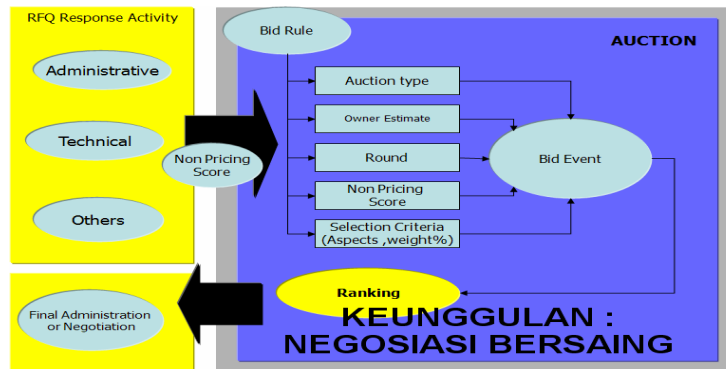 RFQ Response Activity
Administrative
Technical
Others
Non Pricing
Score
Final Administration
or Negotiation
Bid Rule
AUCTION
Auction type
Owner Estimate
Round
Non Pricing
Score
Selection Criteria
(Aspects ,weight%)
Bid Event
Ranking
KEUNGGULAN :
NEGOSIASI BERSAING